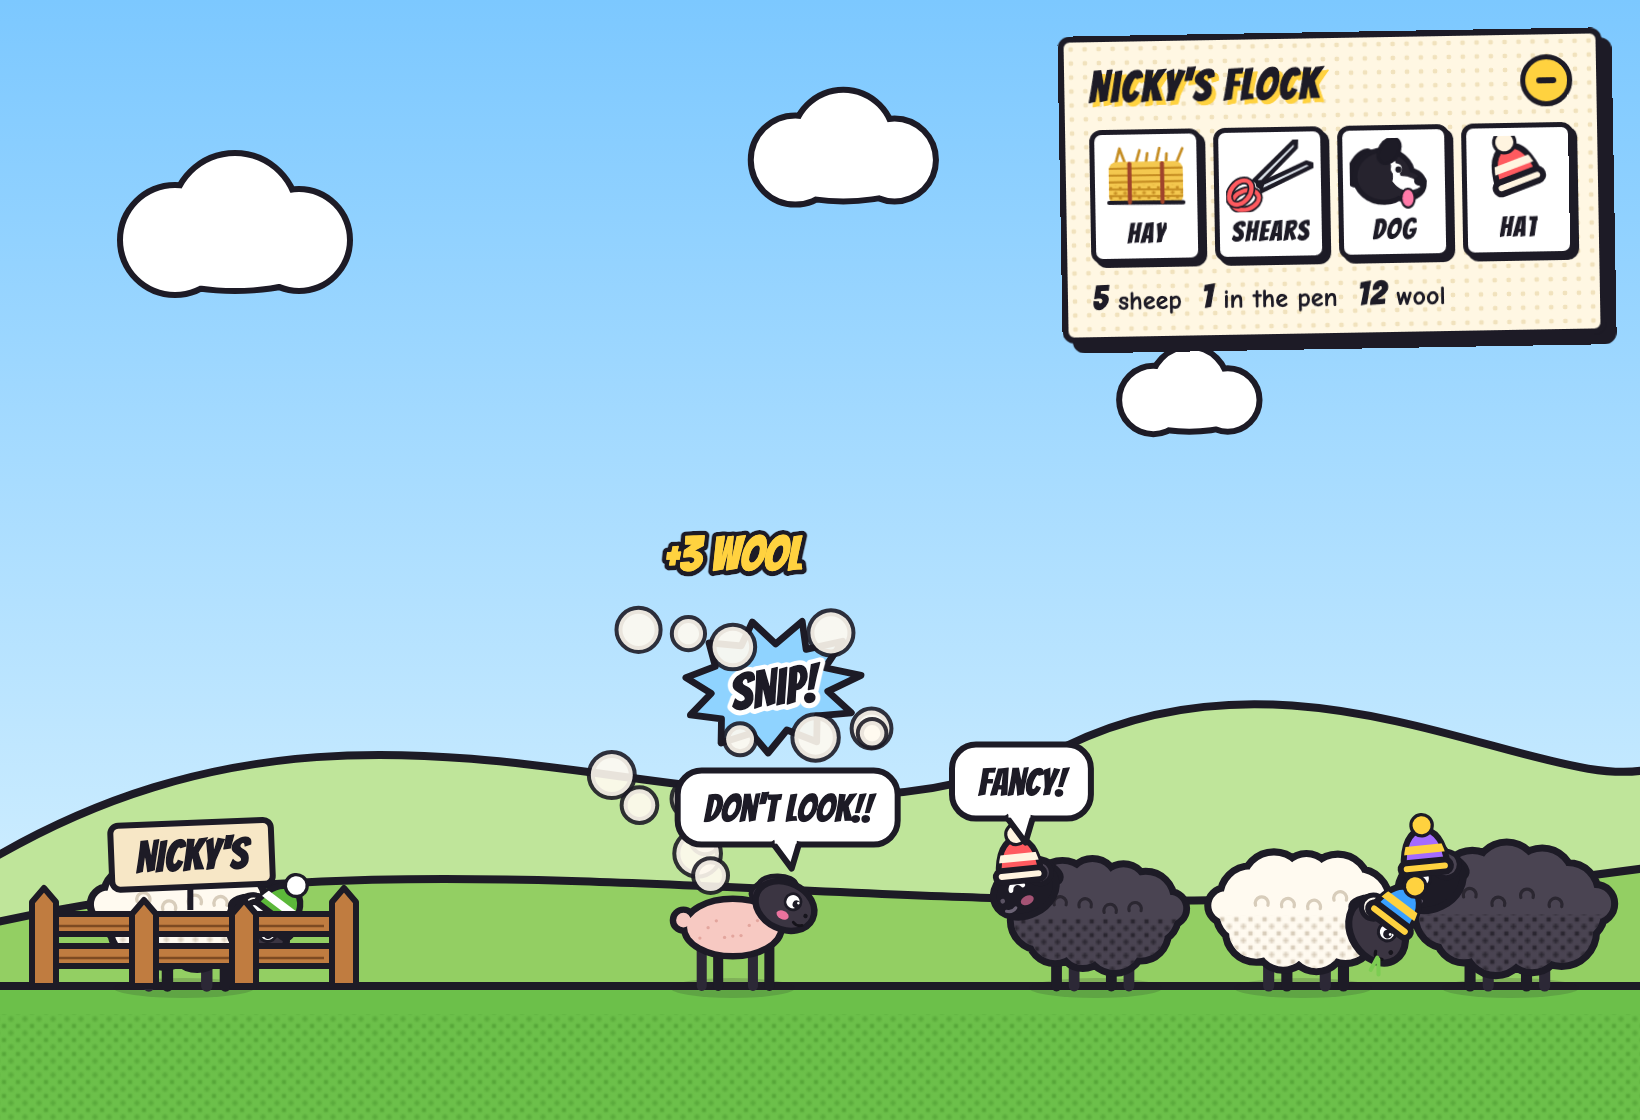 NICKY'S FLOCK
HAY
SHEARS
DOG
HAT
5 sheep 1 in the pen 12 wool
+3 WOOL
SNIP!
FANCY!
DON'T LOOK!!
NICKY'S